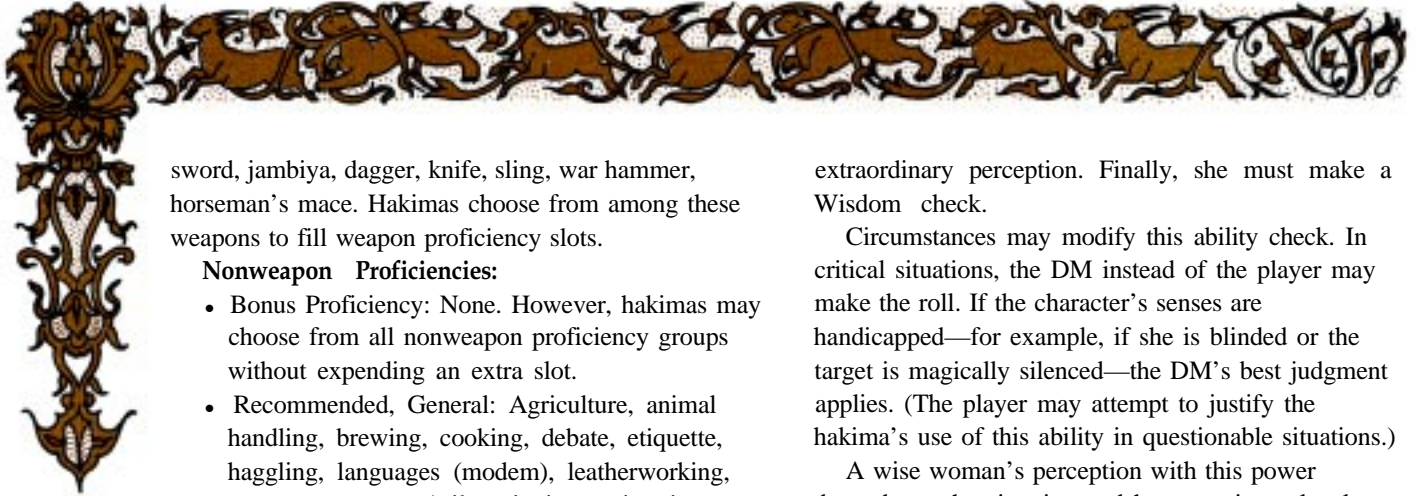 sword, jambiya, dagger, knife, sling, war hammer,
horseman's mace. Hakimas choose from among these
weapons to fill weapon proficiency slots.
Nonweapon Proficiencies:
• Bonus Proficiency: None. However, hakimas may
choose from all nonweapon proficiency groups
without expending an extra slot.
• Recommended, General: Agriculture, animal
handling, brewing, cooking, debate, etiquette,
haggling, languages (modem), leatherworking,
extraordinary perception. Finally, she must make a
Wisdom check.
Circumstances may modify this ability check. In
critical situations, the DM instead of the player may
make the roll. If the character's senses are
handicapped—for example, if she is blinded or the
target is magically silenced—the DM's best judgment
applies. (The player may attempt to justify the
hakima's use of this ability in questionable situations.)
A wise woman's perception with this power